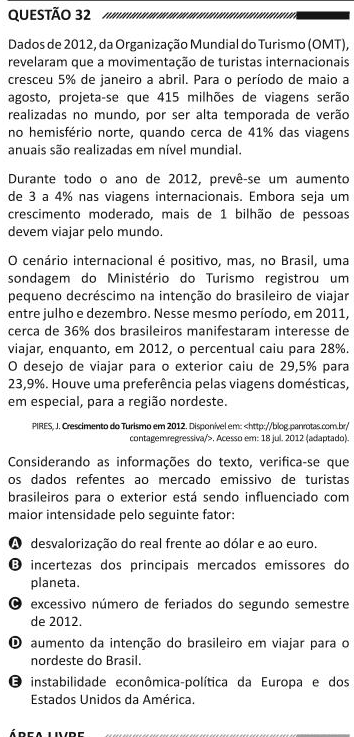 QUESTÃO 32
Dados de 2012, da Organização Mundial do Turismo (OMT),
revelaram que a movimentação de turistas internacionais
cresceu 5% de janeiro a abril. Para o período de maio a
agosto, projeta-se que 415 milhões de viagens serão
realizadas no mundo, por ser alta temporada de verão
no hemisfério norte, quando cerca de 41% das viagens
anuais são realizadas em nível mundial.
Durante todo o ano de 2012, prevê-se um aumento
de 3 a 4% nas viagens internacionais. Embora seja um
crescimento moderado, mais de 1 bilhão de pessoas
devem viajar pelo mundo.
O cenário internacional é positivo, mas, no Brasil, uma
sondagem do Ministério do Turismo registrou um
pequeno decréscimo na intenção do brasileiro de viajar
entre julho e dezembro. Nesse mesmo período, em 2011,
cerca de 36% dos brasileiros manifestaram interesse de
viajar, enquanto, em 2012, o percentual caiu para 28%.
O desejo de viajar para o exterior caiu de 29,5% para
23,9%. Houve uma preferência pelas viagens domésticas,
em especial, para a região nordeste.
PIRES, J. Crescimento do Turismo em 2012. Disponível em: <http://blog.panrotas.com.br/
contagemregressiva/>. Acesso em: 18 jul. 2012 (adaptado).
Considerando as informações do texto, verifica-se que
os dados refentes ao mercado emissivo de turistas
brasileiros para o exterior está sendo influenciado com
maior intensidade pelo seguinte fator:
A desvalorização do real frente ao dólar e ao euro.
B incertezas dos principais mercados emissores do
planeta.
C excessivo número de feriados do segundo semestre
de 2012.
D aumento da intenção do brasileiro em viajar para o
nordeste do Brasil.
E instabilidade econômica-política da Europa e dos
Estados Unidos da América.
ÁREA LIVRE